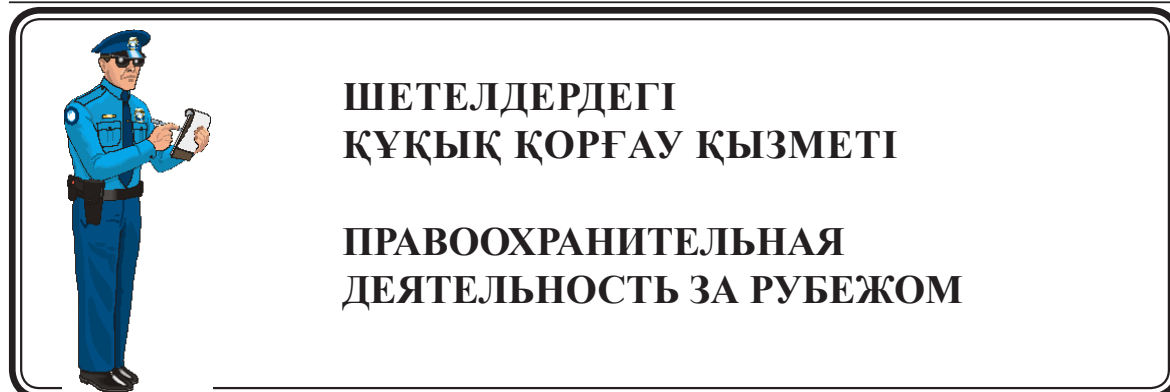 ШЕТЕЛДЕРДЕГІ
ҚҰҚЫҚ ҚОРҒАУ ҚЫЗМЕТІ
ПРАВООХРАНИТЕЛЬНАЯ
ДЕЯТЕЛЬНОСТЬ ЗА РУБЕЖОМ